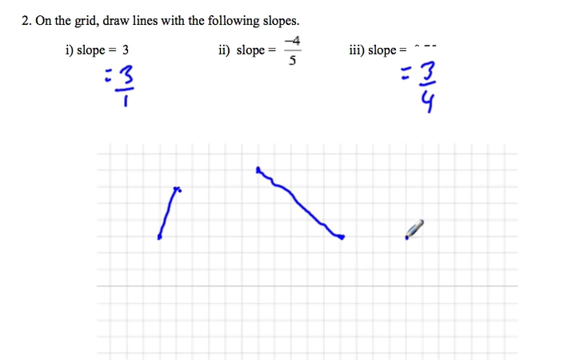 2. On the grid, draw lines with the following slopes.
i) slope = 3 ii) slope = -4/5 iii) slope =
= 3/1 = 3/4